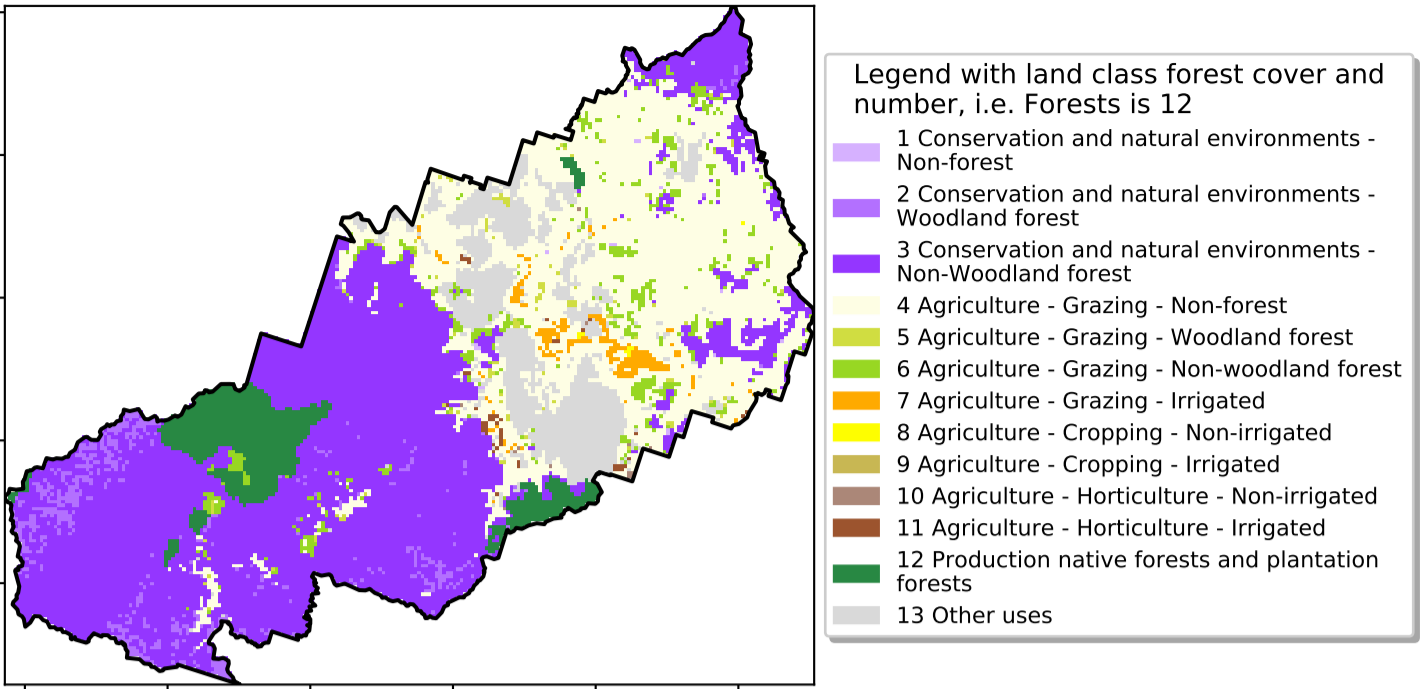 Legend with land class forest cover and
number, i.e. Forests is 12
1 Conservation and natural environments -
Non-forest
2 Conservation and natural environments -
Woodland forest
3 Conservation and natural environments -
Non-Woodland forest
4 Agriculture - Grazing - Non-forest
5 Agriculture - Grazing - Woodland forest
6 Agriculture - Grazing - Non-woodland forest
7 Agriculture - Grazing - Irrigated
8 Agriculture - Cropping - Non-irrigated
9 Agriculture - Cropping - Irrigated
10 Agriculture - Horticulture - Non-irrigated
11 Agriculture - Horticulture - Irrigated
12 Production native forests and plantation
forests
13 Other uses